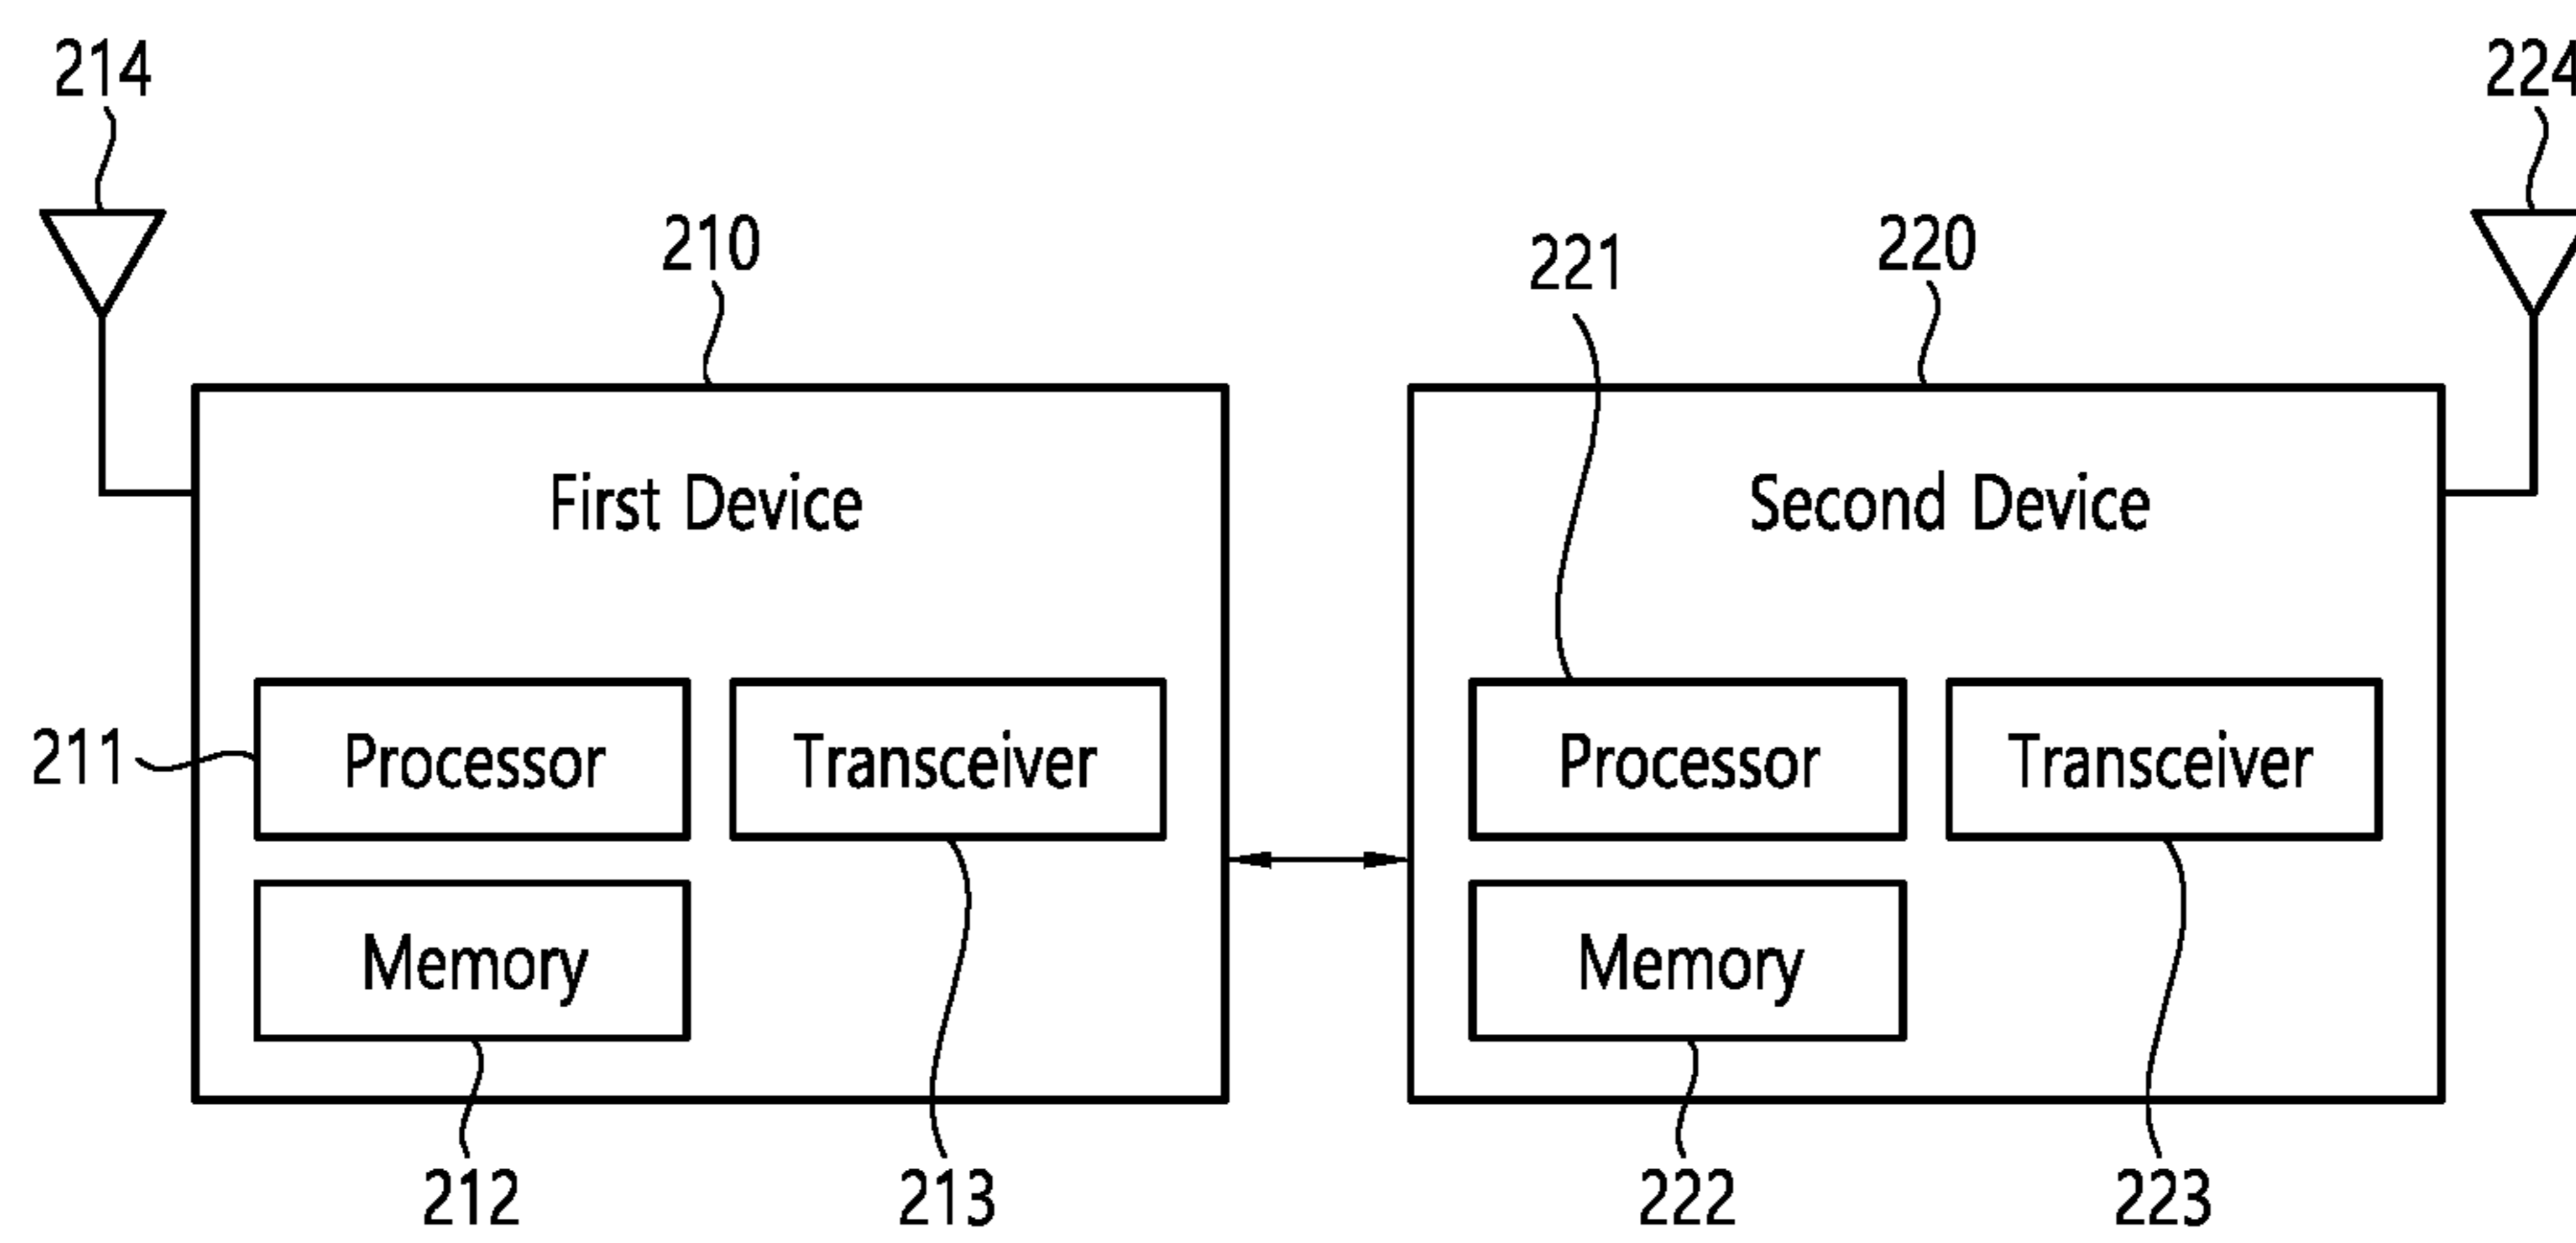 214
224
210
221
220
First Device
Second Device
211
Processor
Transceiver
Processor
Transceiver
Memory
Memory
212
213
222
223